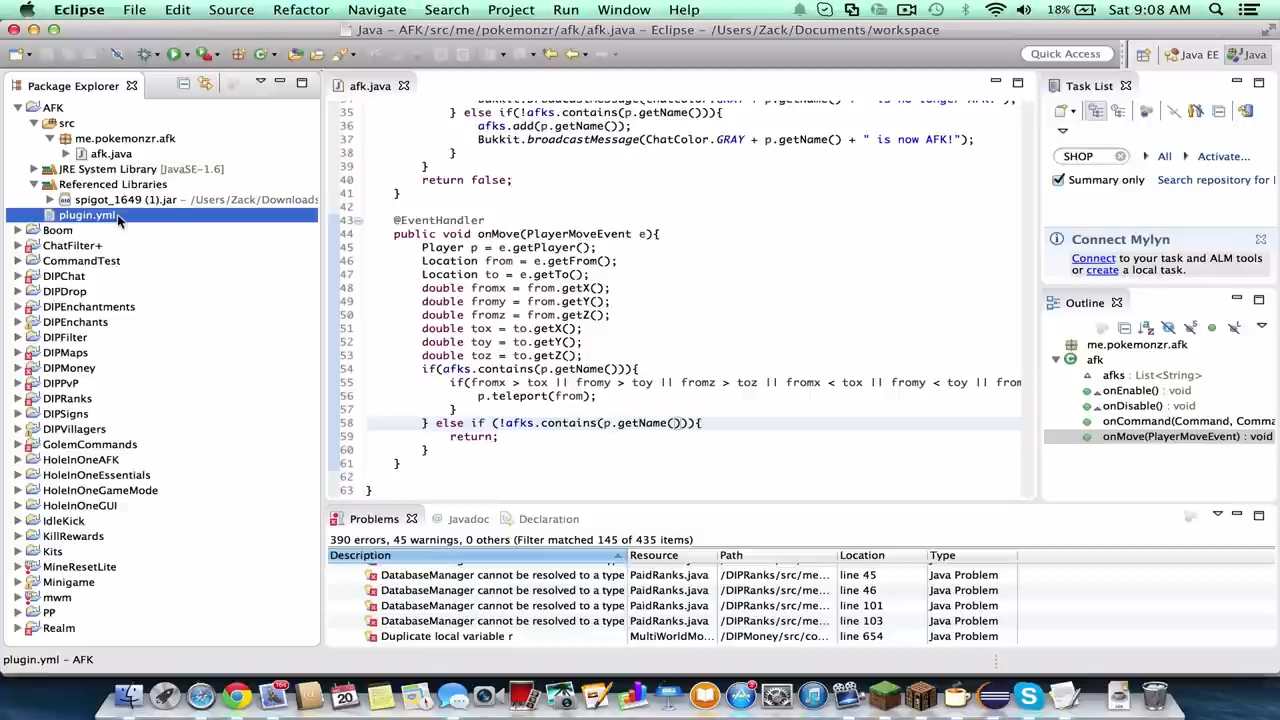 Eclipse File Edit Source Refactor Navigate Search Project Run Window Help 18% Sat 9:08 AM
Java – AFK/src/me/pokemonzr/afk/afk.java – Eclipse – /Users/Zack/Documents/workspace
Quick Access Java EE Java
Package Explorer
AFK
src
me.pokemonzr.afk
afk.java
JRE System Library [JavaSE-1.6]
Referenced Libraries
spigot_1649 (1).jar – /Users/Zack/Downloads
plugin.yml
Boom
ChatFilter+
CommandTest
DIPChat
DIPDrop
DIPEnchantments
DIPEnchants
DIPFilter
DIPMaps
DIPMoney
DIPPvP
DIPRanks
DIPSigns
DIPVillagers
GolemCommands
HoleInOneAFK
HoleInOneEssentials
HoleInOneGameMode
HoleInOneGUI
IdleKick
KillRewards
Kits
MineResetLite
Minigame
mwm
PP
Realm
afk.java
34 Bukkit.broadcastMessage(ChatColor.GRAY + p.getName() + " is no longer AFK!");
35 } else if(!afks.contains(p.getName())){
36 afks.add(p.getName());
37 Bukkit.broadcastMessage(ChatColor.GRAY + p.getName() + " is now AFK!");
38 }
39 }
40 return false;
41 }
42
43 @EventHandler
44 public void onMove(PlayerMoveEvent e){
45 Player p = e.getPlayer();
46 Location from = e.getFrom();
47 Location to = e.getTo();
48 double fromx = from.getX();
49 double fromy = from.getY();
50 double fromz = from.getZ();
51 double tox = to.getX();
52 double toy = to.getY();
53 double toz = to.getZ();
54 if(afks.contains(p.getName())){
55 if(fromx > tox || fromy > toy || fromz > toz || fromx < tox || fromy < toy || from
56 p.teleport(from);
57 }
58 } else if (!afks.contains(p.getName())){
59 return;
60 }
61 }
62
63 }
Task List
SHOP All Activate...
Summary only Search repository for
Connect Mylyn
Connect to your task and ALM tools
or create a local task.
Outline
me.pokemonzr.afk
afk
afks : List<String>
onEnable() : void
onDisable() : void
onCommand(Command, Comma
onMove(PlayerMoveEvent) : void
Problems @ Javadoc Declaration
390 errors, 45 warnings, 0 others (Filter matched 145 of 435 items)
Description Resource Path Location Type
DatabaseManager cannot be resolved to a type PaidRanks.java /DIPRanks/src/me... line 45 Java Problem
DatabaseManager cannot be resolved to a type PaidRanks.java /DIPRanks/src/me... line 46 Java Problem
DatabaseManager cannot be resolved to a type PaidRanks.java /DIPRanks/src/me... line 101 Java Problem
DatabaseManager cannot be resolved to a type PaidRanks.java /DIPRanks/src/me... line 103 Java Problem
Duplicate local variable r MultiWorldMo... /DIPMoney/src/co... line 654 Java Problem
plugin.yml – AFK